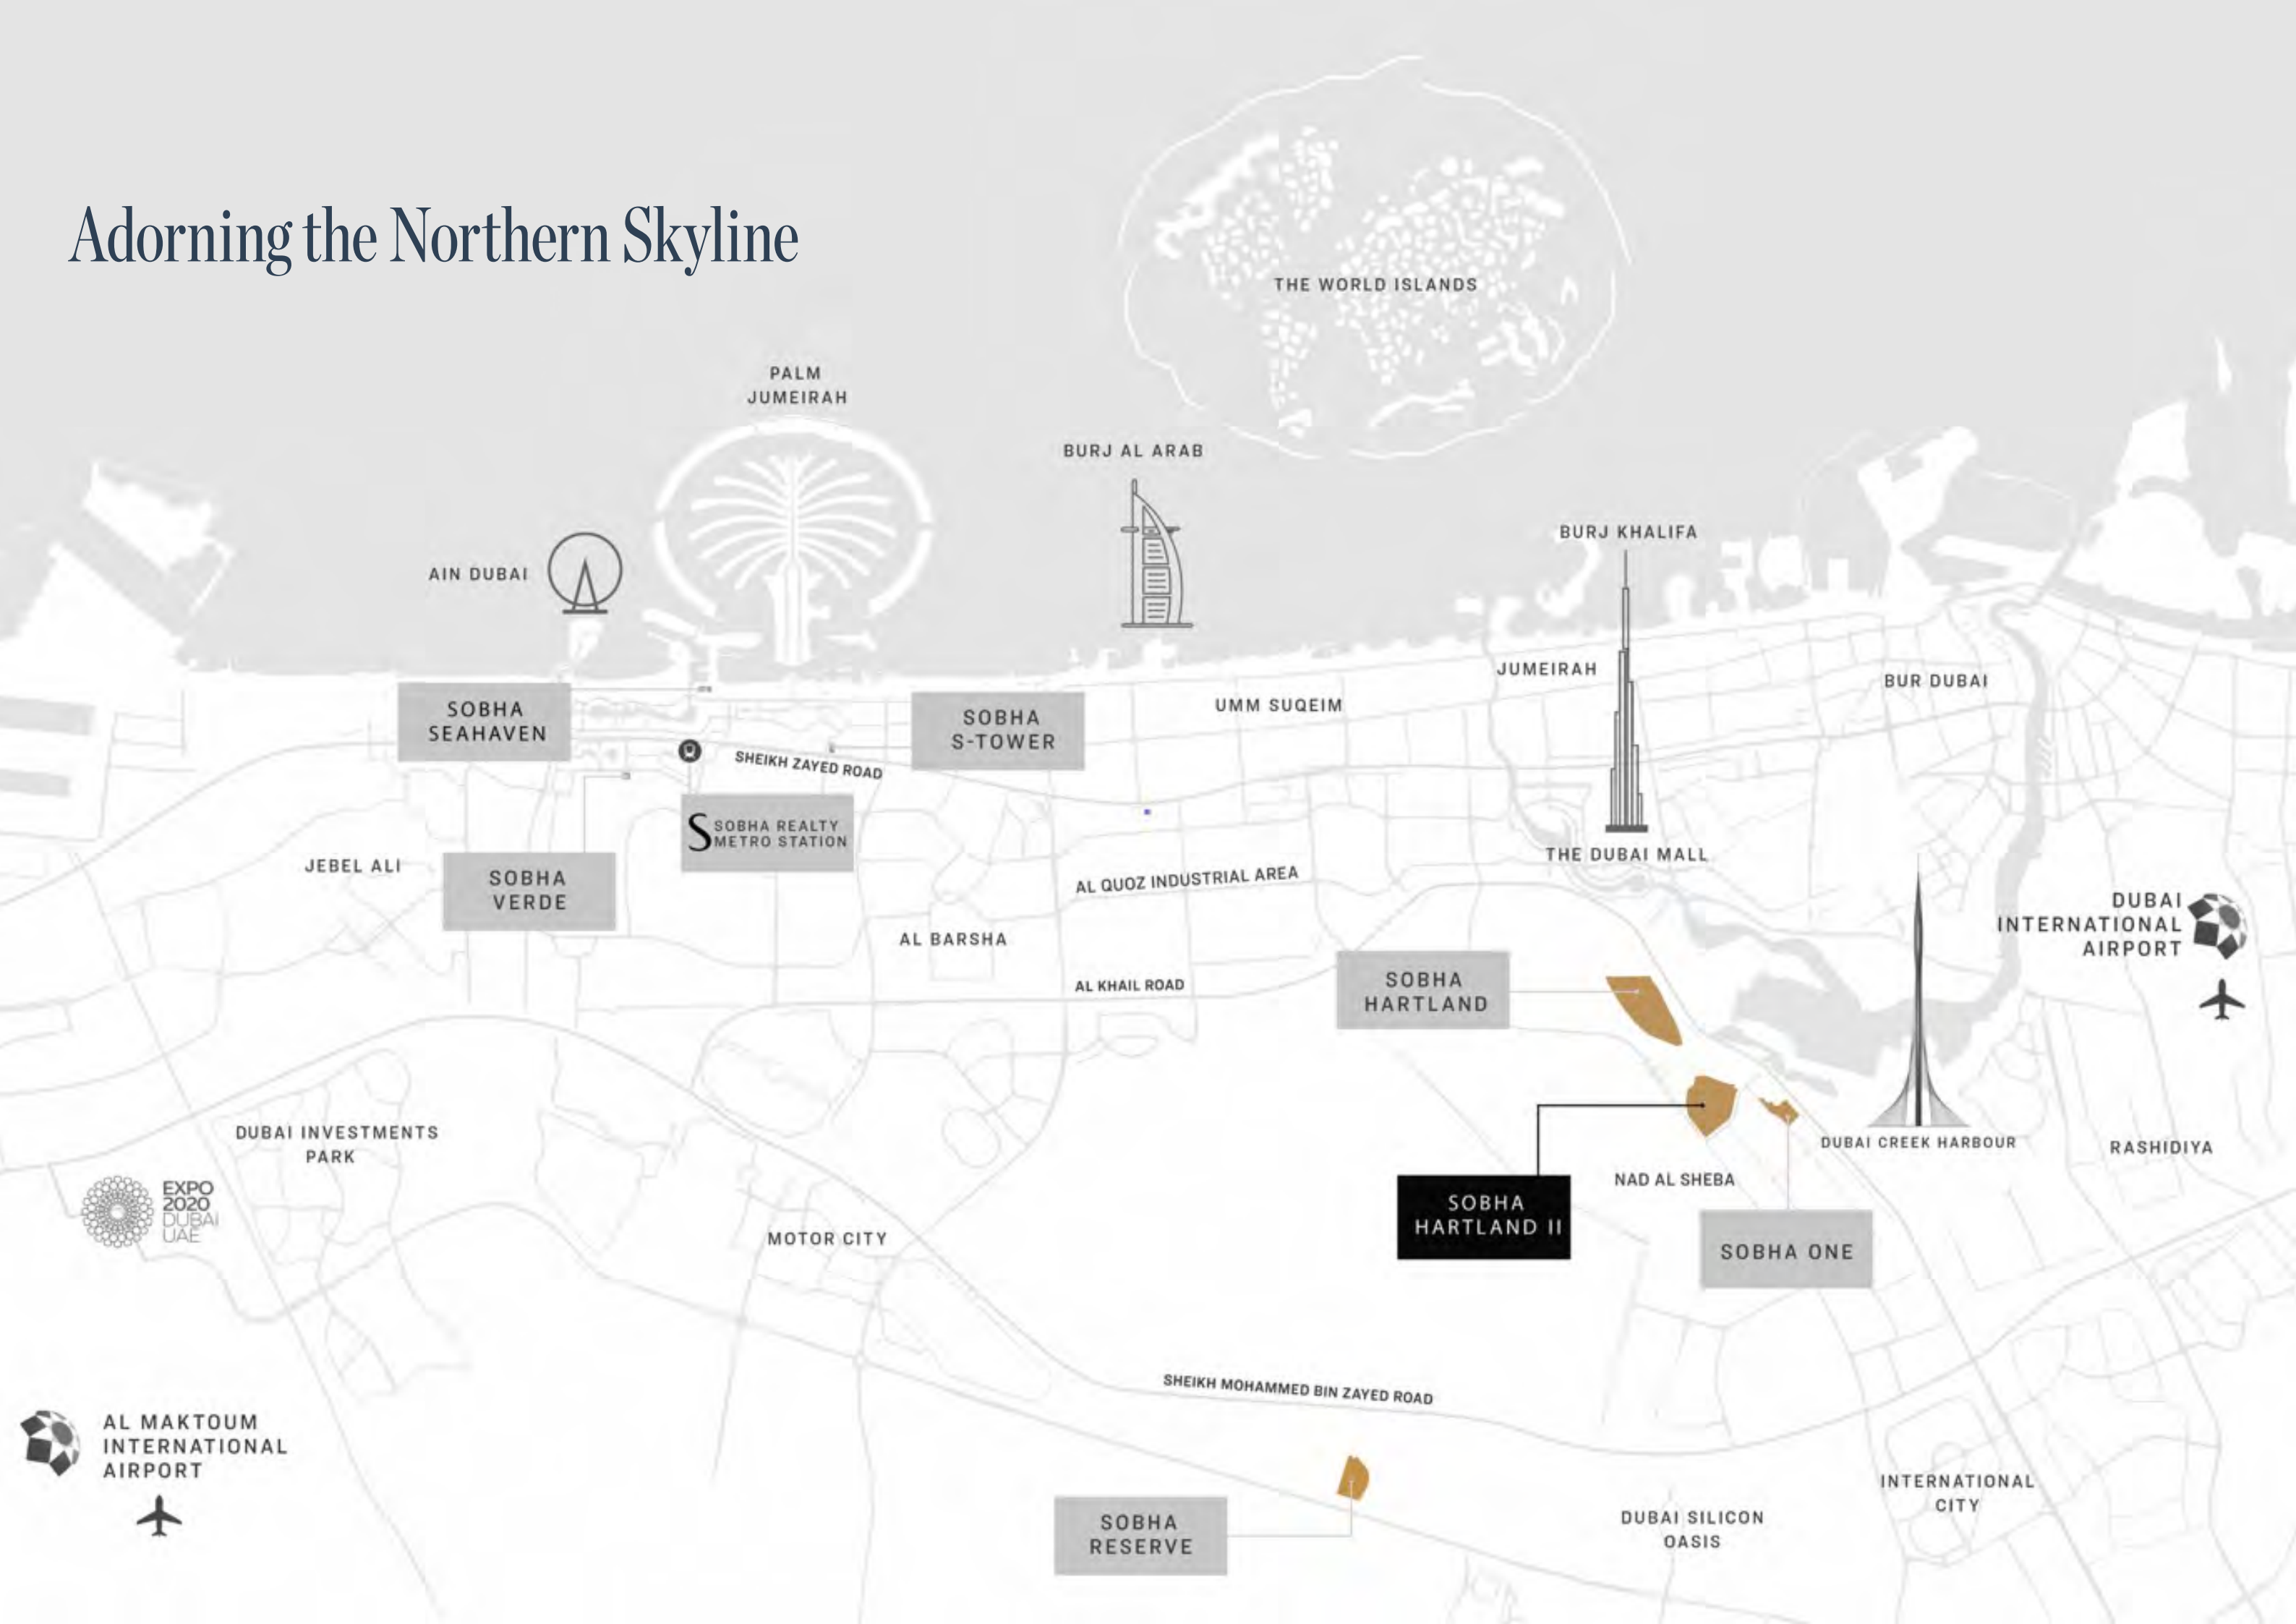 Adorning the Northern Skyline
THE WORLD ISLANDS
PALM
JUMEIRAH
BURJ AL ARAB
BURJ KHALIFA
AIN DUBAI
JUMEIRAH
BUR DUBAI
SOBHA
SEAHAVEN
SOBHA
S-TOWER
UMM SUQEIM
SHEIKH ZAYED ROAD
SOBHA REALTY
METRO STATION
JEBEL ALI
SOBHA
VERDE
THE DUBAI MALL
AL QUOZ INDUSTRIAL AREA
DUBAI
INTERNATIONAL
AIRPORT
AL BARSHA
AL KHAIL ROAD
SOBHA
HARTLAND
DUBAI INVESTMENTS
PARK
DUBAI CREEK HARBOUR
RASHIDIYA
NAD AL SHEBA
EXPO
2020
DUBAI
UAE
SOBHA
HARTLAND II
MOTOR CITY
SOBHA ONE
SHEIKH MOHAMMED BIN ZAYED ROAD
AL MAKTOUM
INTERNATIONAL
AIRPORT
INTERNATIONAL
CITY
SOBHA
RESERVE
DUBAI SILICON
OASIS